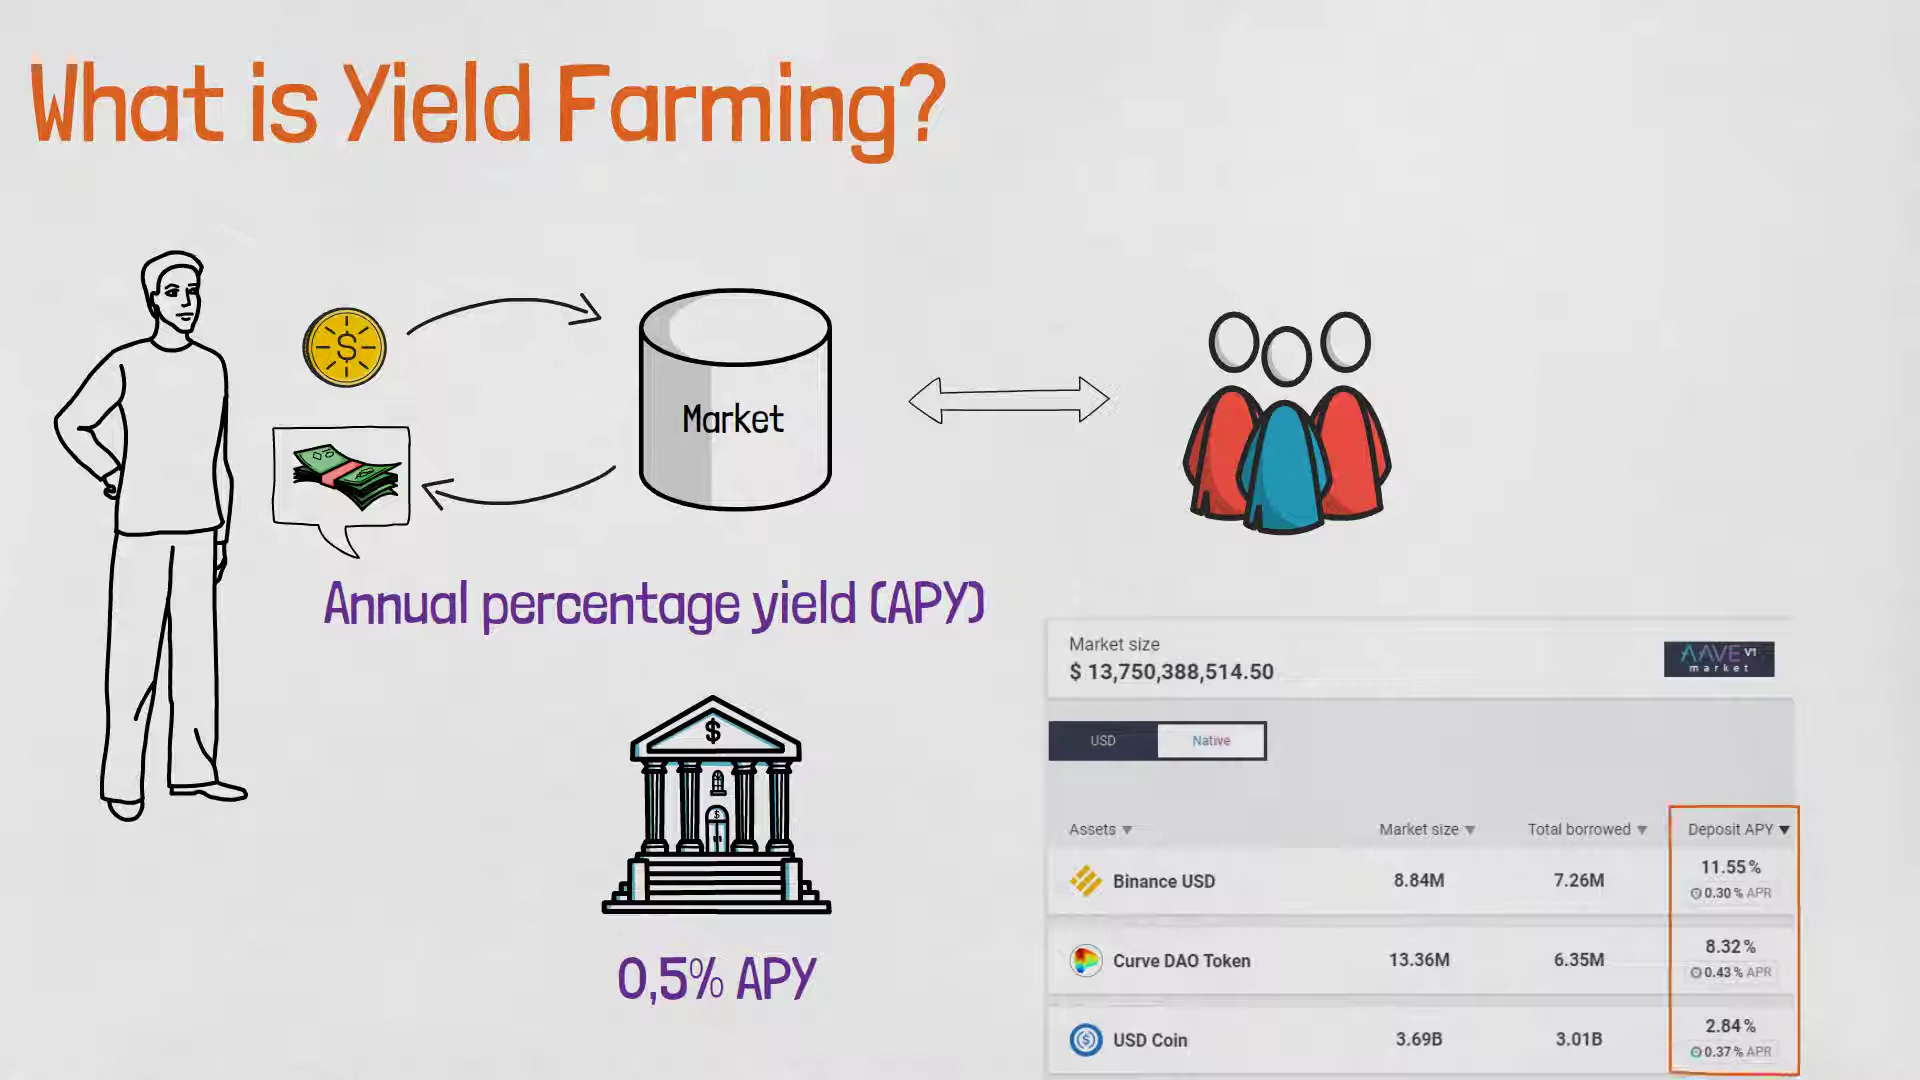 What is Yield Farming?
$
Market
Annual percentage yield (APY)
$
$
0,5% APY
Market size
$ 13,750,388,514.50
AAVE V1
market
USD Native
Assets Market size Total borrowed Deposit APY
Binance USD 8.84M 7.26M 11.55 %
0.30 % APR
Curve DAO Token 13.36M 6.35M 8.32 %
0.43 % APR
USD Coin 3.69B 3.01B 2.84 %
0.37 % APR